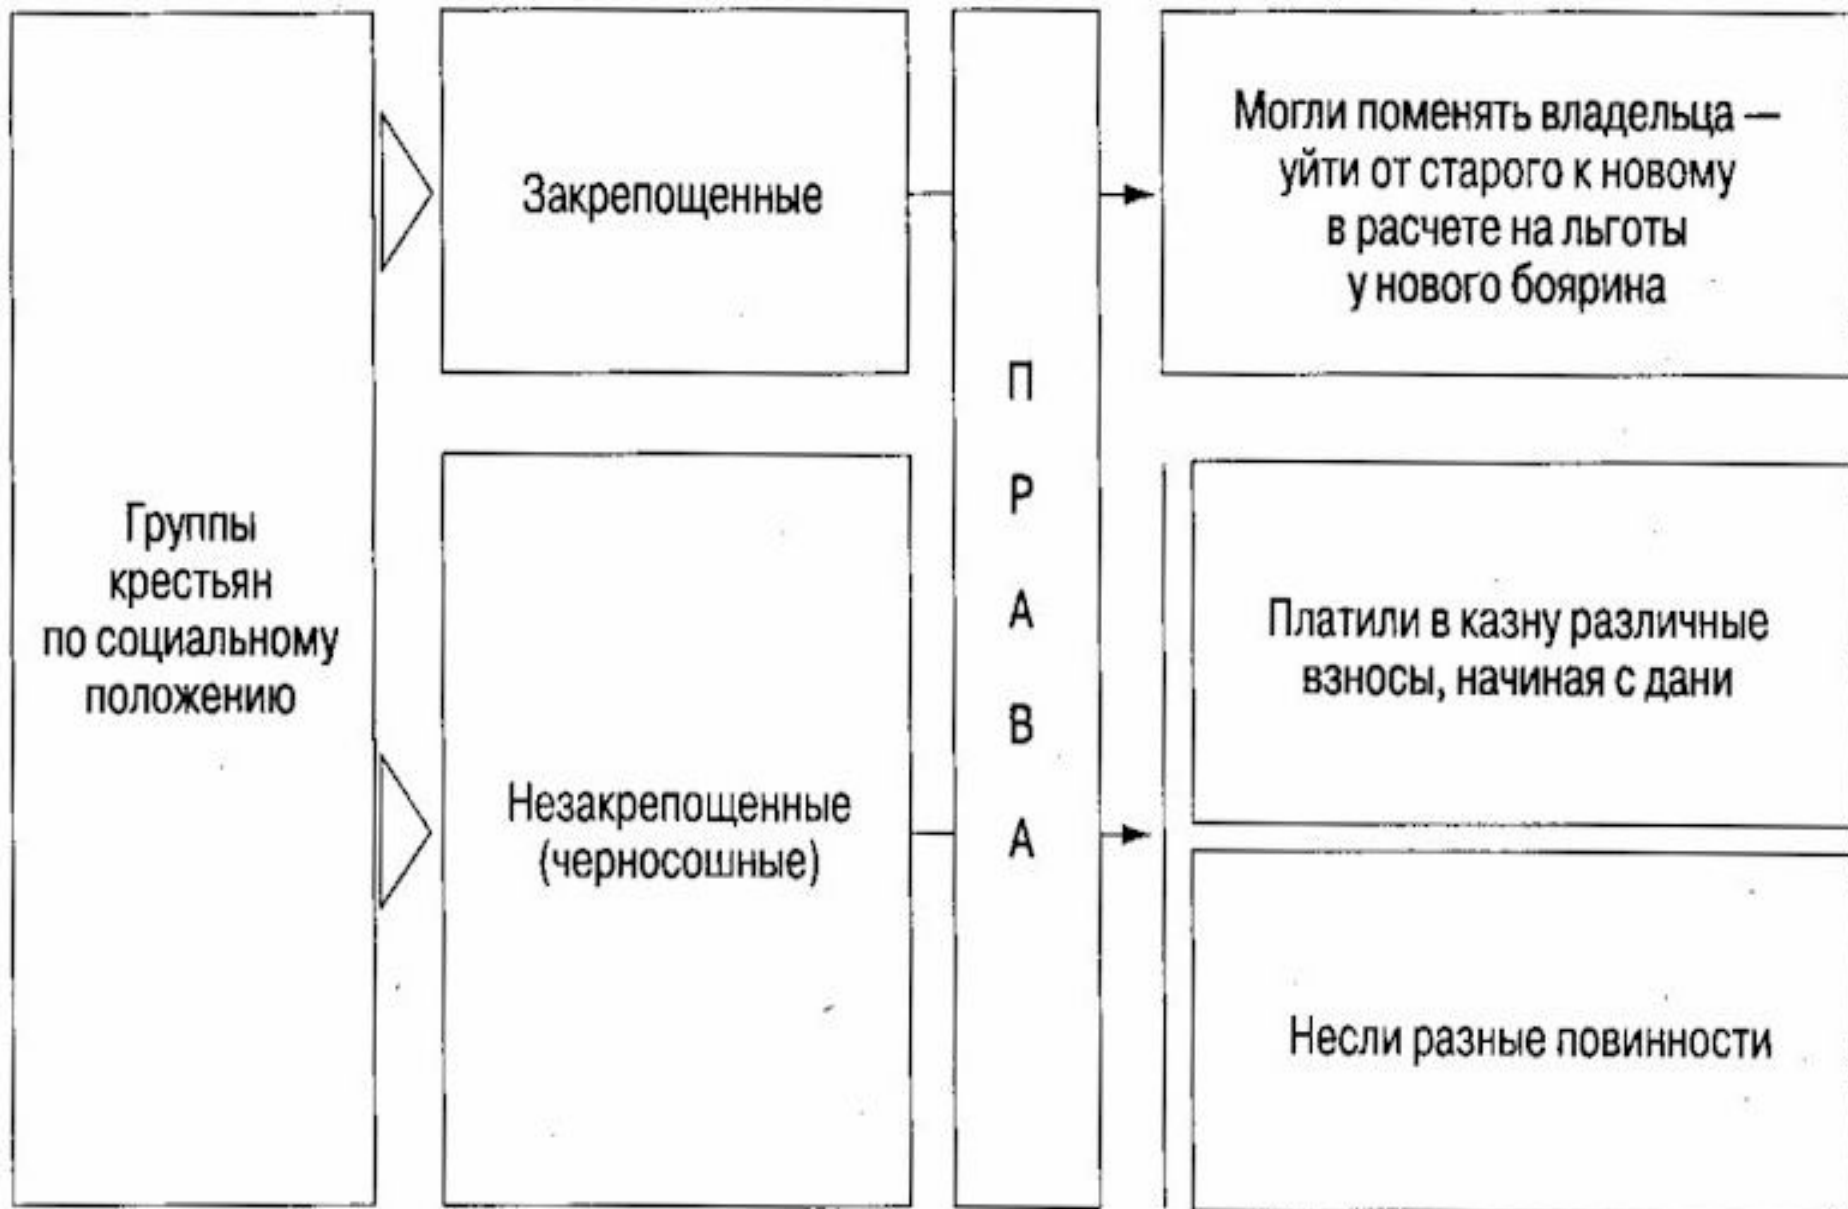 Группы
крестьян
по социальному
положению
Закрепощенные
Незакрепощенные
(черносошные)
П
Р
А
В
А
Могли поменять владельца —
уйти от старого к новому
в расчете на льготы
у нового боярина
Платили в казну различные
взносы, начиная с дани
Несли разные повинности